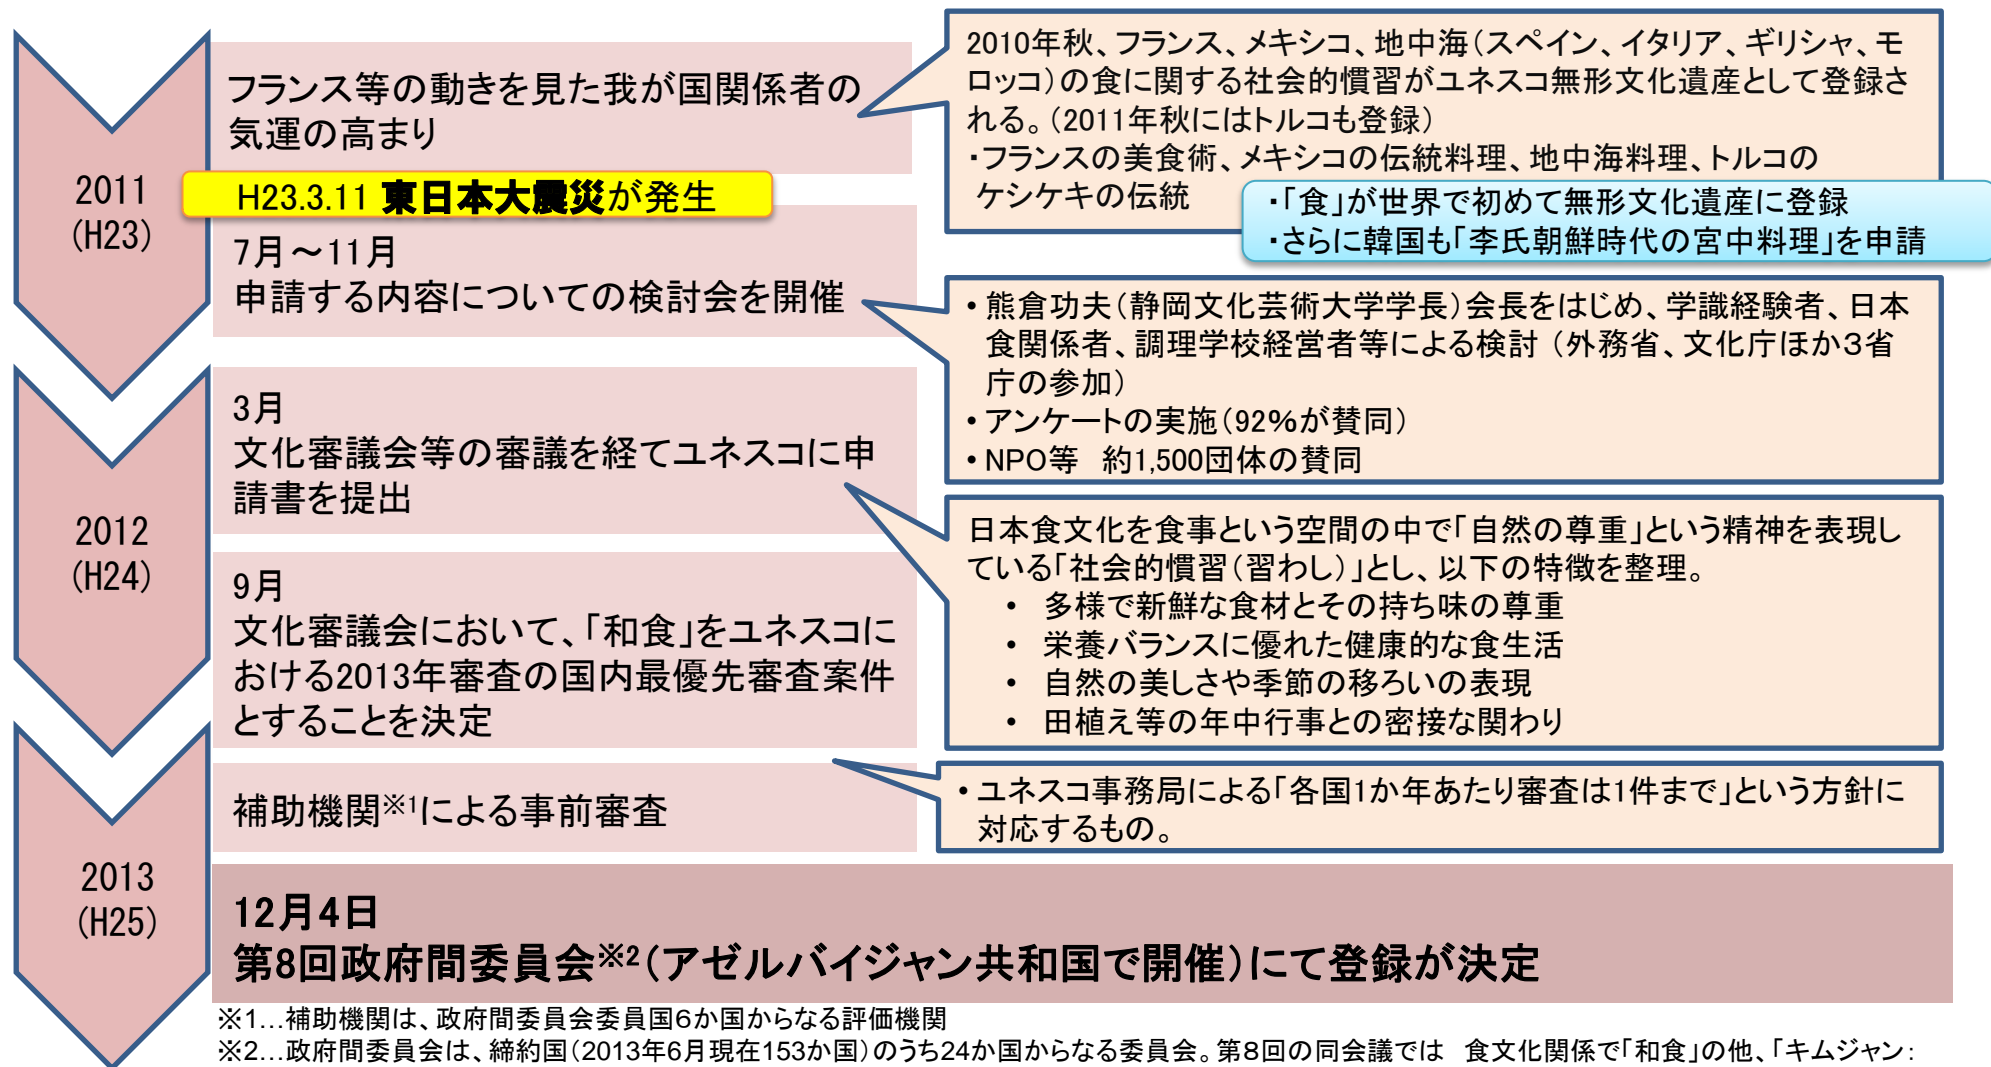 2011
(H23)
フランス等の動きを見た我が国関係者の
気運の高まり
H23.3.11 東日本大震災が発生
7月～11月
申請する内容についての検討会を開催
2010年秋、フランス、メキシコ、地中海（スペイン、イタリア、ギリシャ、モ
ロッコ）の食に関する社会的慣習がユネスコ無形文化遺産として登録さ
れる。（2011年秋にはトルコも登録）
・フランスの美食術、メキシコの伝統料理、地中海料理、トルコの
ケシケキの伝統
・「食」が世界で初めて無形文化遺産に登録
・さらに韓国も「李氏朝鮮時代の宮中料理」を申請
• 熊倉功夫（静岡文化芸術大学学長）会長をはじめ、学識経験者、日本
食関係者、調理学校経営者等による検討（外務省、文化庁ほか３省
庁の参加）
• アンケートの実施（92％が賛同）
• NPO等　約1,500団体の賛同
2012
(H24)
3月
文化審議会等の審議を経てユネスコに申
請書を提出
9月
文化審議会において、「和食」をユネスコに
おける2013年審査の国内最優先審査案件
とすることを決定
日本食文化を食事という空間の中で「自然の尊重」という精神を表現し
ている「社会的慣習（習わし）」とし、以下の特徴を整理。
• 多様で新鮮な食材とその持ち味の尊重
• 栄養バランスに優れた健康的な食生活
• 自然の美しさや季節の移ろいの表現
• 田植え等の年中行事との密接な関わり
2013
(H25)
補助機関※1による事前審査
• ユネスコ事務局による「各国1か年あたり審査は1件まで」という方針に
対応するもの。
12月4日
第8回政府間委員会※2（アゼルバイジャン共和国で開催）にて登録が決定
※1…補助機関は、政府間委員会委員国６か国からなる評価機関
※2…政府間委員会は、締約国（2013年6月現在153か国）のうち24か国からなる委員会。第８回の同会議では　食文化関係で「和食」の他、「キムジャン：